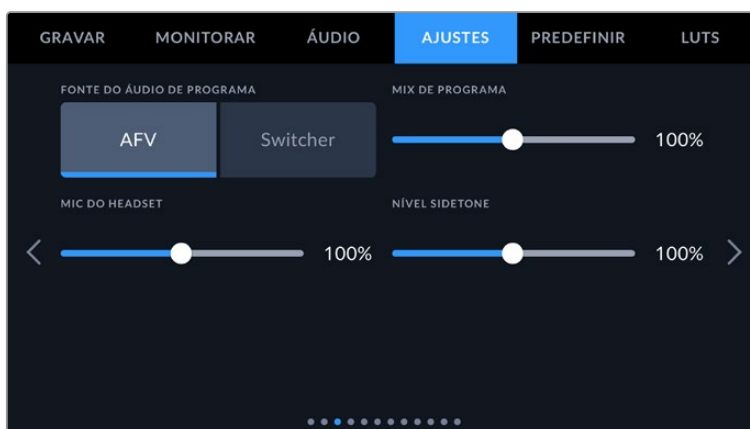 GRAVAR MONITORAR ÁUDIO AJUSTES PREDEFINIR LUTS
FONTE DO ÁUDIO DE PROGRAMA MIX DE PROGRAMA
AFV Switcher 100%
MIC DO HEADSET NÍVEL SIDETONE
100% 100%